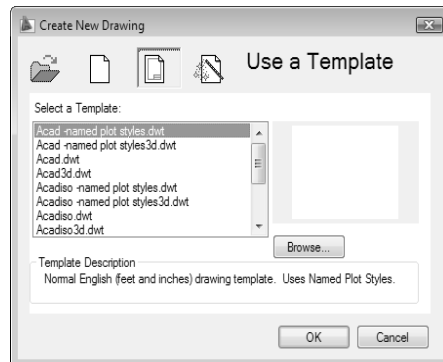 Create New Drawing
Use a Template
Select a Template:
Acad -named plot styles.dwt
Acad -named plot styles3d.dwt
Acad.dwt
Acad3d.dwt
Acadiso -named plot styles.dwt
Acadiso -named plot styles3d.dwt
Acadiso.dwt
Acadiso3d.dwt
Browse...
Template Description
Normal English (feet and inches) drawing template. Uses Named Plot Styles.
OK Cancel